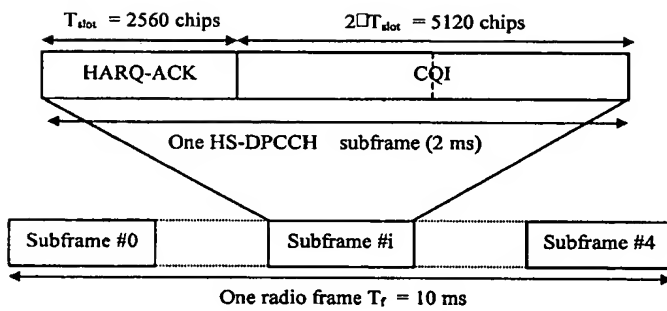 T_slot = 2560 chips
2□T_slot = 5120 chips
HARQ-ACK
CQI
One HS-DPCCH subframe (2 ms)
Subframe #0
Subframe #i
Subframe #4
One radio frame T_f = 10 ms